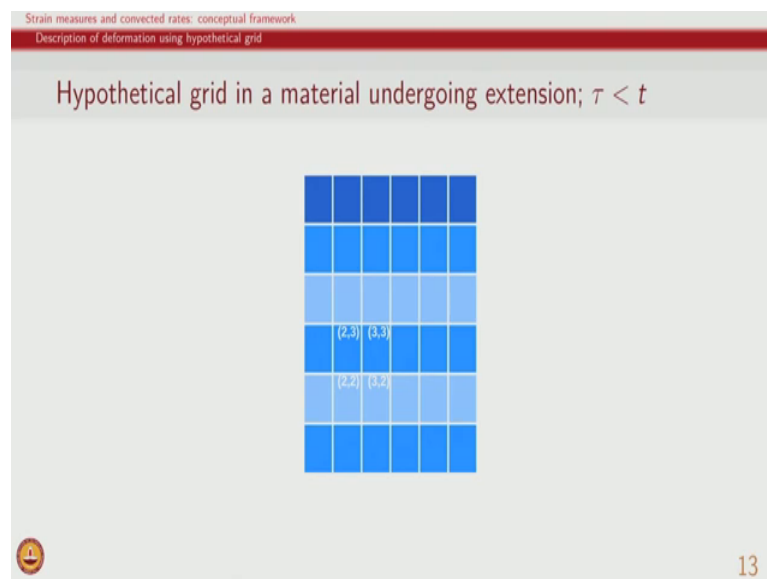 Strain measures and convected rates: conceptual framework
Description of deformation using hypothetical grid
Hypothetical grid in a material undergoing extension; τ < t
(2,3) (3,3)
(2,2) (3,2)
13